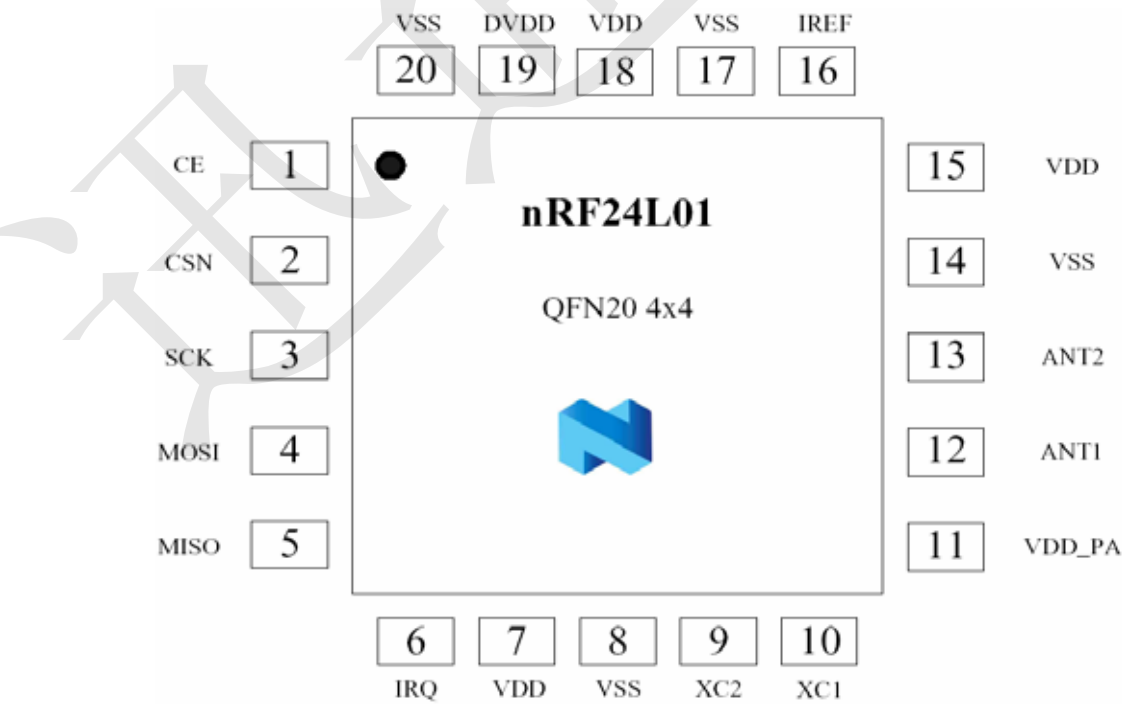 VSS DVDD VDD VSS IREF
20 19 18 17 16
CE 1 15 VDD
nRF24L01
CSN 2 14 VSS
QFN20 4x4
SCK 3 13 ANT2
MOSI 4 12 ANT1
MISO 5 11 VDD_PA
6 7 8 9 10
IRQ VDD VSS XC2 XC1